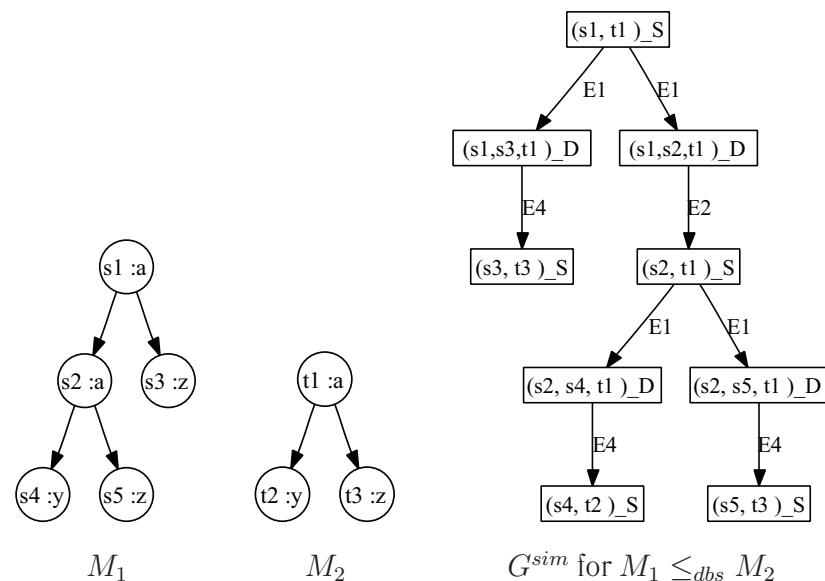 (s1, t1 )_S
E1 E1
(s1,s3,t1 )_D (s1,s2,t1 )_D
E4 E2
s1 :a (s3, t3 )_S (s2, t1 )_S
E1 E1
s2 :a s3 :z t1 :a (s2, s4, t1 )_D (s2, s5, t1 )_D
E4 E4
s4 :y s5 :z t2 :y t3 :z (s4, t2 )_S (s5, t3 )_S
M₁ M₂ G^{sim} for M₁ ≤_{dbs} M₂